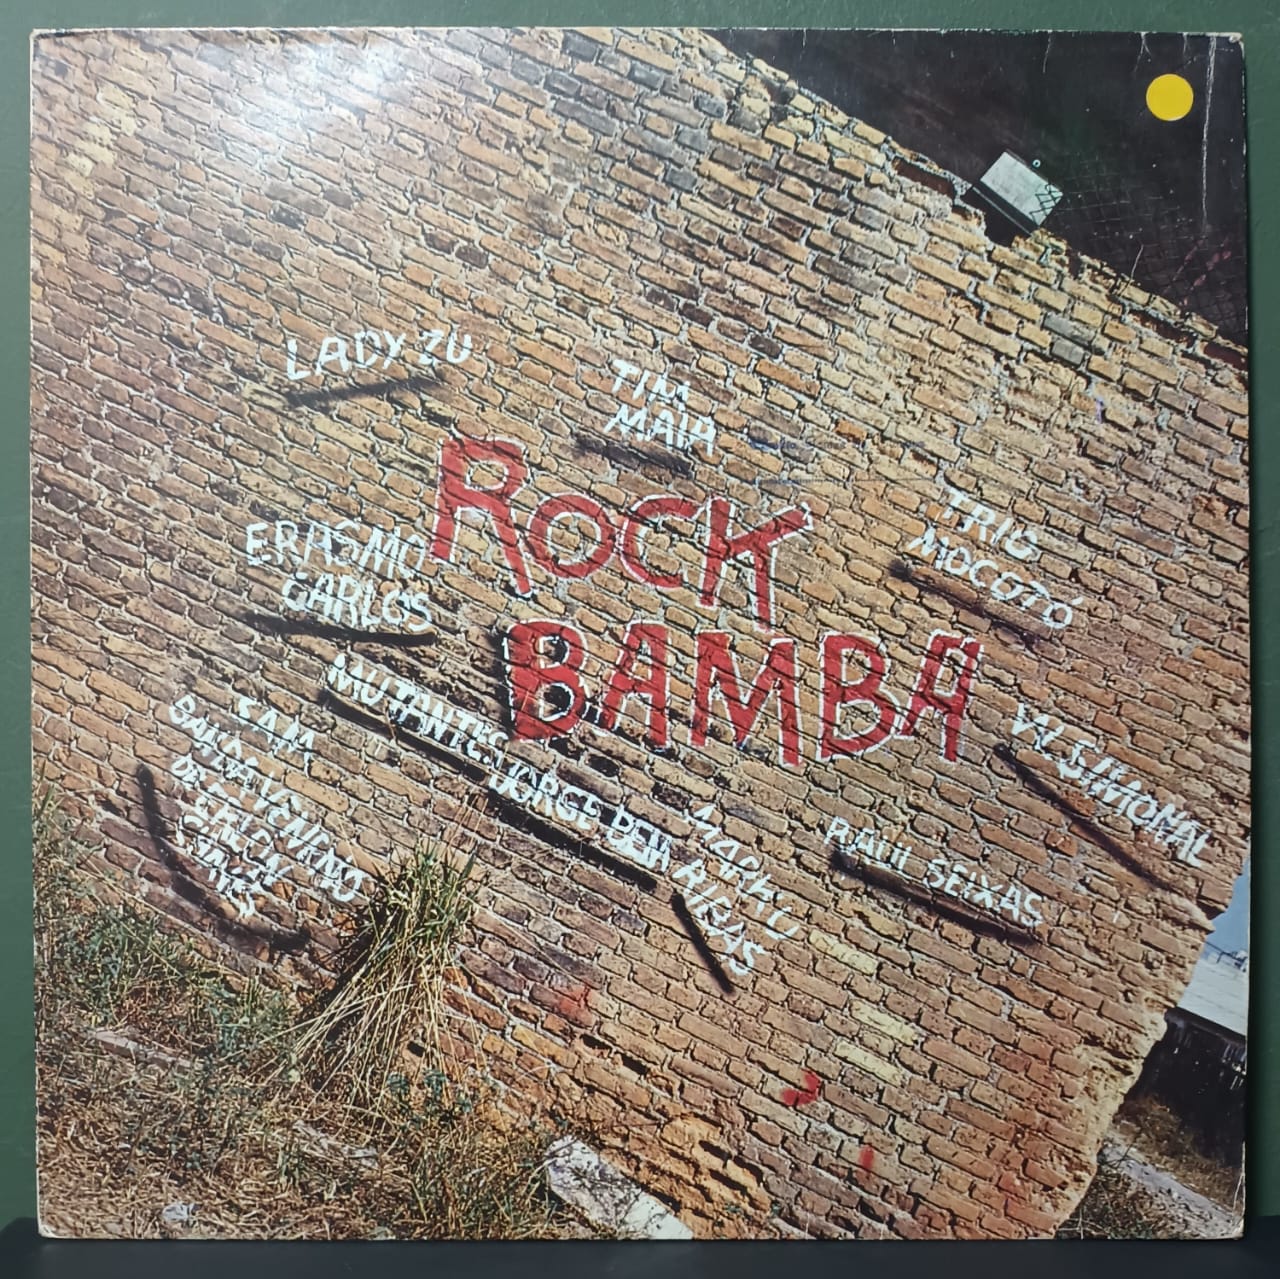 LADY ZU
TIM
MAIA
ROCK
BAMBA
ERASMO
CARLOS
TRIO
MOCOTÓ
MUTANTES
JORGE BEN
SAM
MARKU
RIBAS
RAUL SEIXAS
W. SIMONAL